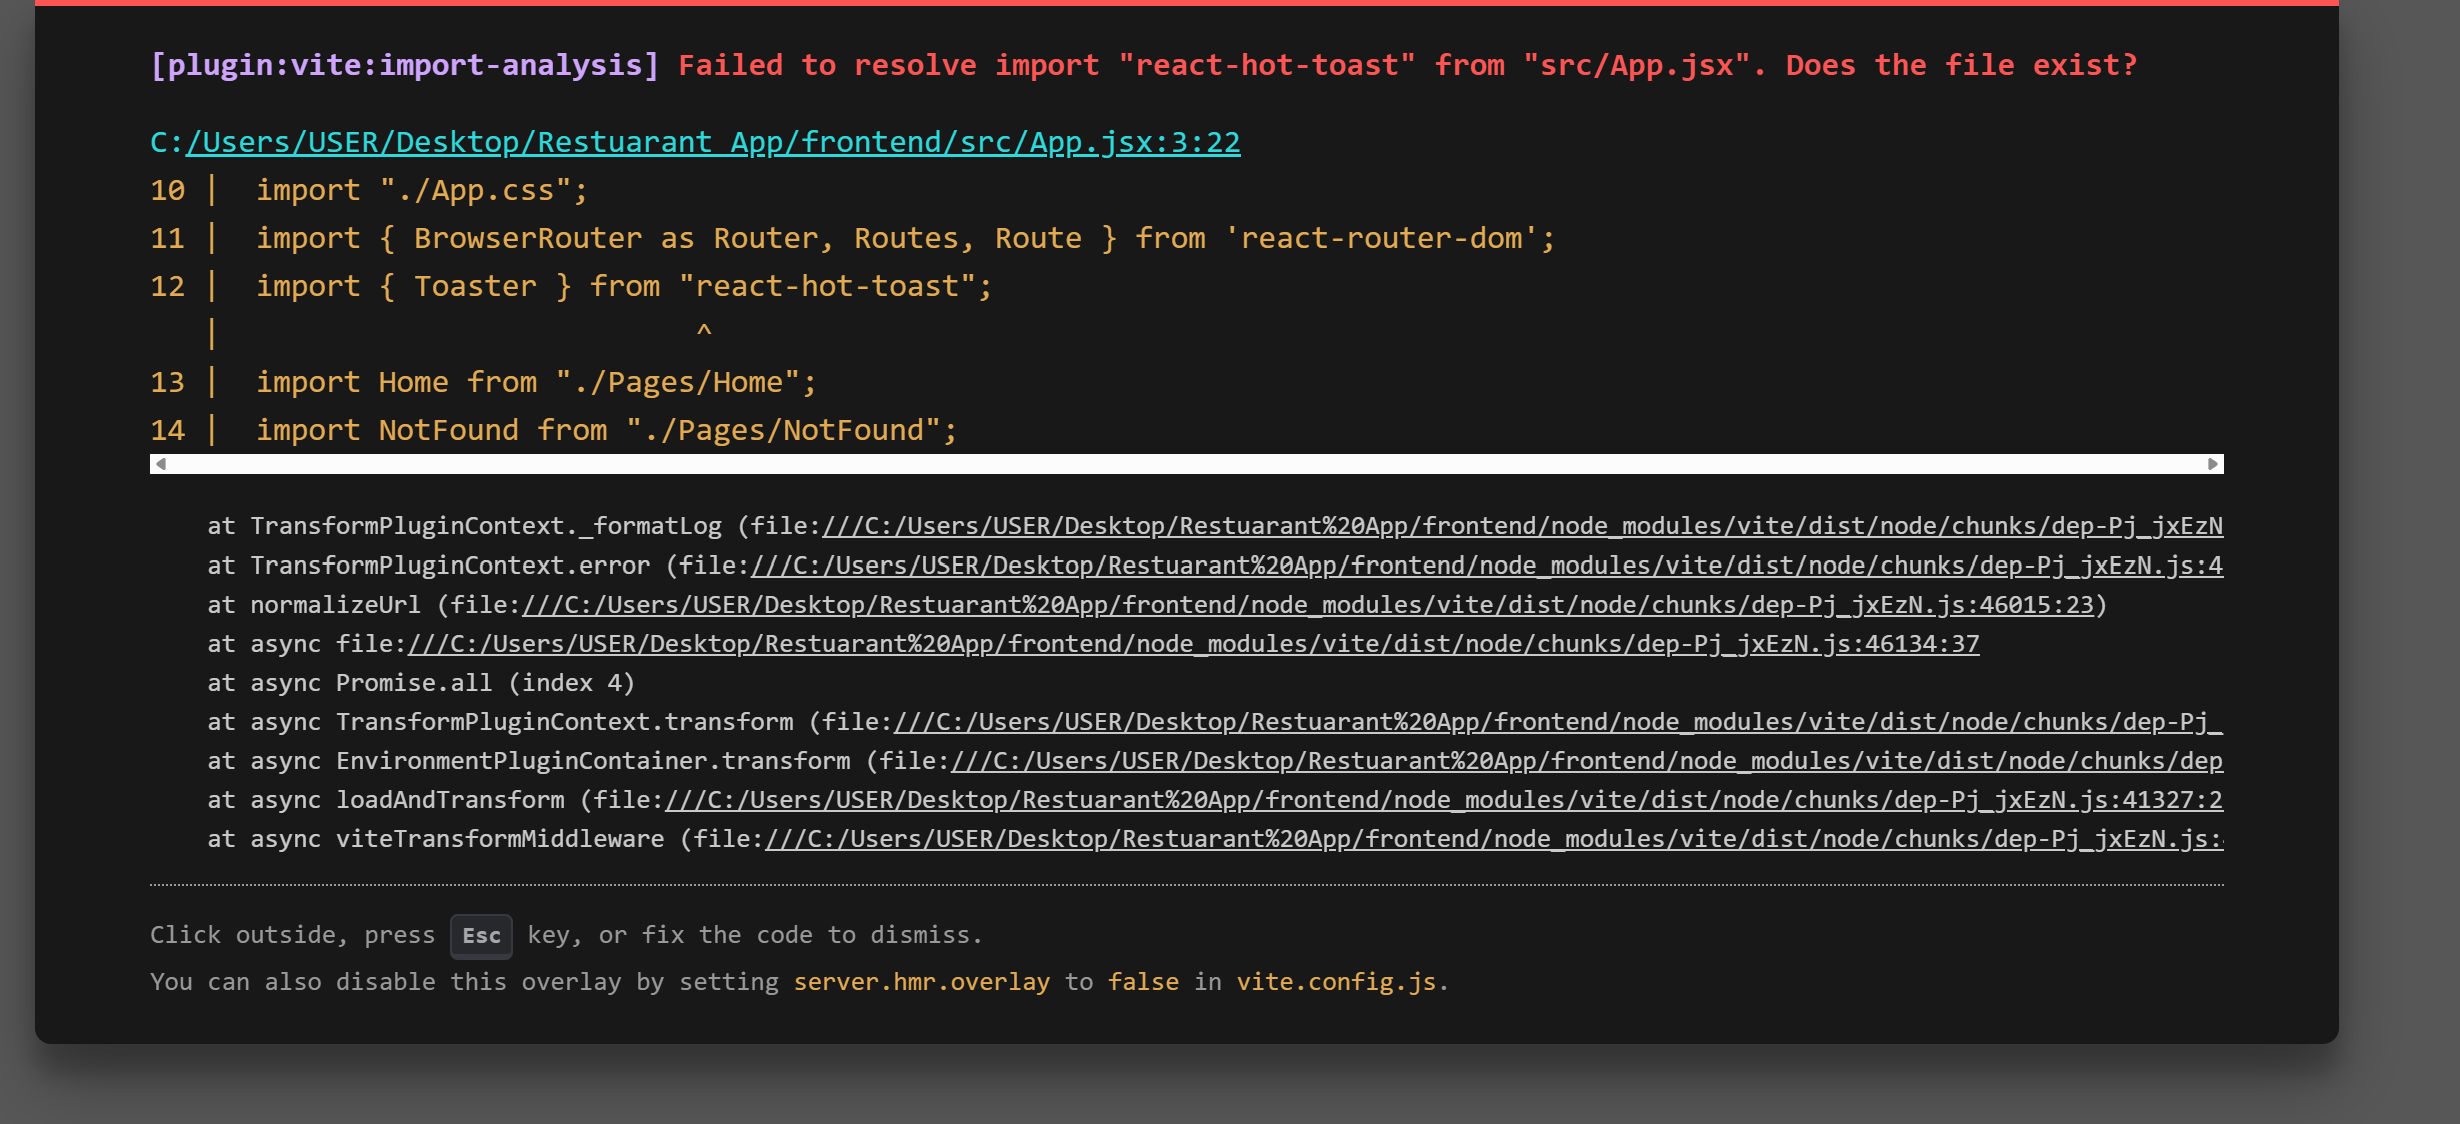 [plugin:vite:import-analysis] Failed to resolve import "react-hot-toast" from "src/App.jsx". Does the file exist?
C:/Users/USER/Desktop/Restuarant App/frontend/src/App.jsx:3:22
10 |  import "./App.css";
11 |  import { BrowserRouter as Router, Routes, Route } from 'react-router-dom';
12 |  import { Toaster } from "react-hot-toast";
   |                           ^
13 |  import Home from "./Pages/Home";
14 |  import NotFound from "./Pages/NotFound";
at TransformPluginContext._formatLog (file:///C:/Users/USER/Desktop/Restuarant%20App/frontend/node_modules/vite/dist/node/chunks/dep-Pj_jxEzN
at TransformPluginContext.error (file:///C:/Users/USER/Desktop/Restuarant%20App/frontend/node_modules/vite/dist/node/chunks/dep-Pj_jxEzN.js:4
at normalizeUrl (file:///C:/Users/USER/Desktop/Restuarant%20App/frontend/node_modules/vite/dist/node/chunks/dep-Pj_jxEzN.js:46015:23)
at async file:///C:/Users/USER/Desktop/Restuarant%20App/frontend/node_modules/vite/dist/node/chunks/dep-Pj_jxEzN.js:46134:37
at async Promise.all (index 4)
at async TransformPluginContext.transform (file:///C:/Users/USER/Desktop/Restuarant%20App/frontend/node_modules/vite/dist/node/chunks/dep-Pj_
at async EnvironmentPluginContainer.transform (file:///C:/Users/USER/Desktop/Restuarant%20App/frontend/node_modules/vite/dist/node/chunks/dep
at async loadAndTransform (file:///C:/Users/USER/Desktop/Restuarant%20App/frontend/node_modules/vite/dist/node/chunks/dep-Pj_jxEzN.js:41327:2
at async viteTransformMiddleware (file:///C:/Users/USER/Desktop/Restuarant%20App/frontend/node_modules/vite/dist/node/chunks/dep-Pj_jxEzN.js:
Click outside, press Esc key, or fix the code to dismiss.
You can also disable this overlay by setting server.hmr.overlay to false in vite.config.js.